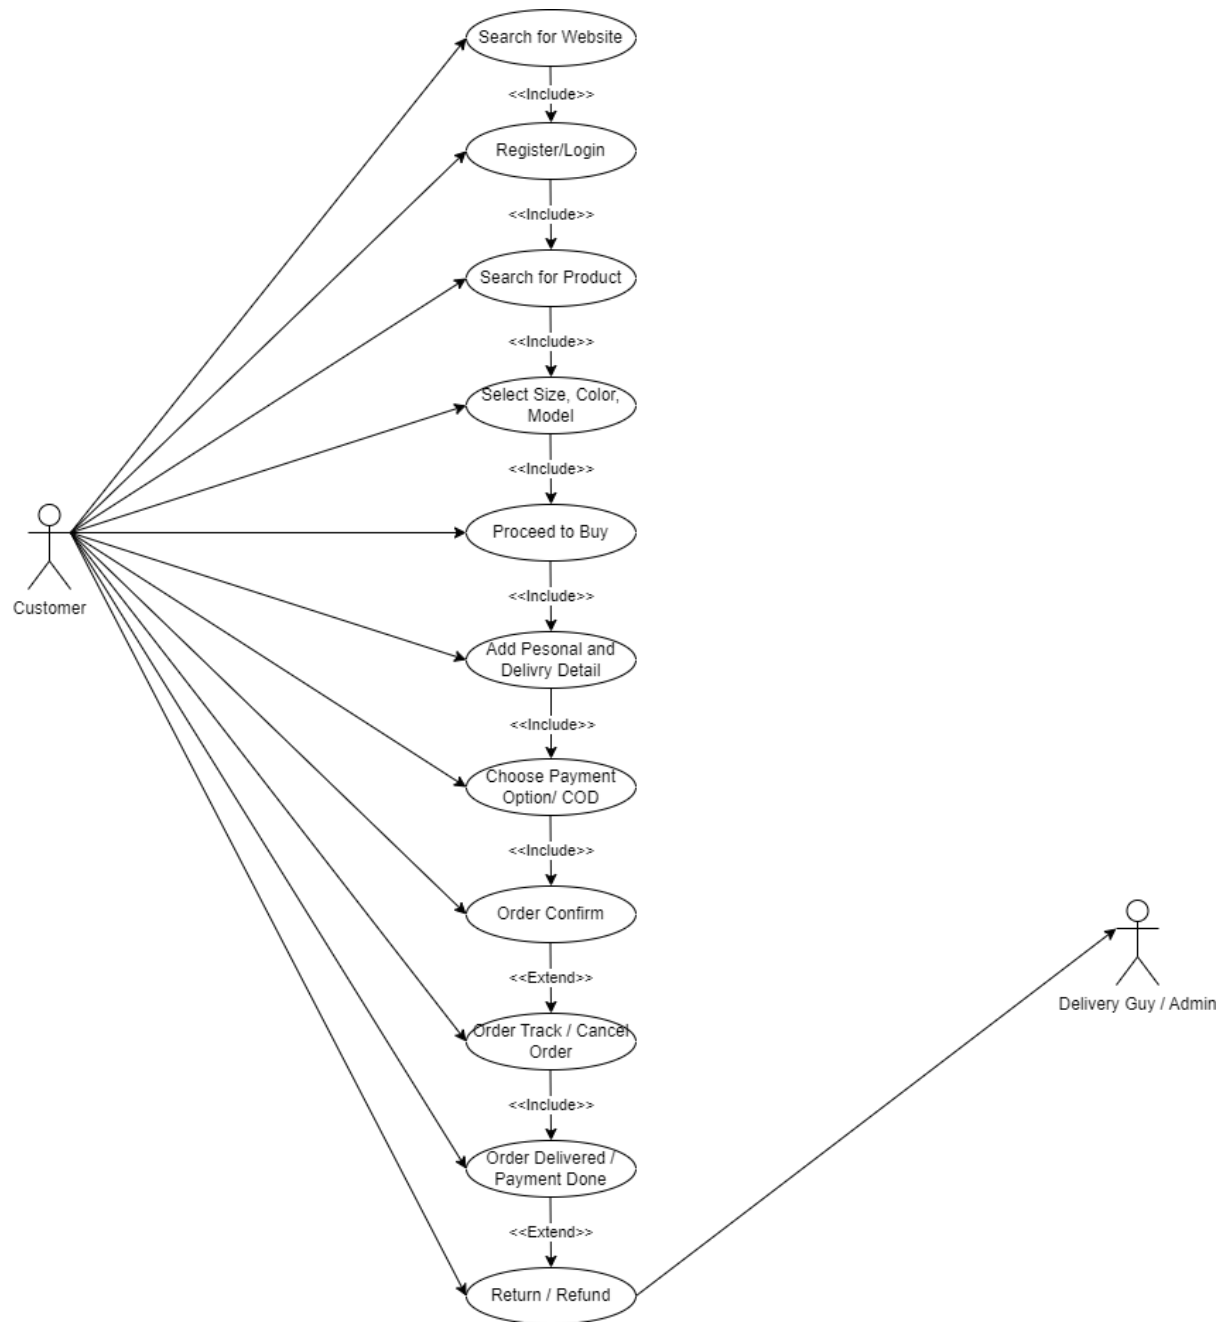 Search for Website
<<Include>>
Register/Login
<<Include>>
Search for Product
<<Include>>
Select Size, Color,
Model
<<Include>>
Proceed to Buy
Customer
<<Include>>
Add Pesonal and
Delivry Detail
<<Include>>
Choose Payment
Option/ COD
<<Include>>
Order Confirm
<<Extend>>
Delivery Guy / Admin
Order Track / Cancel
Order
<<Include>>
Order Delivered /
Payment Done
<<Extend>>
Return / Refund